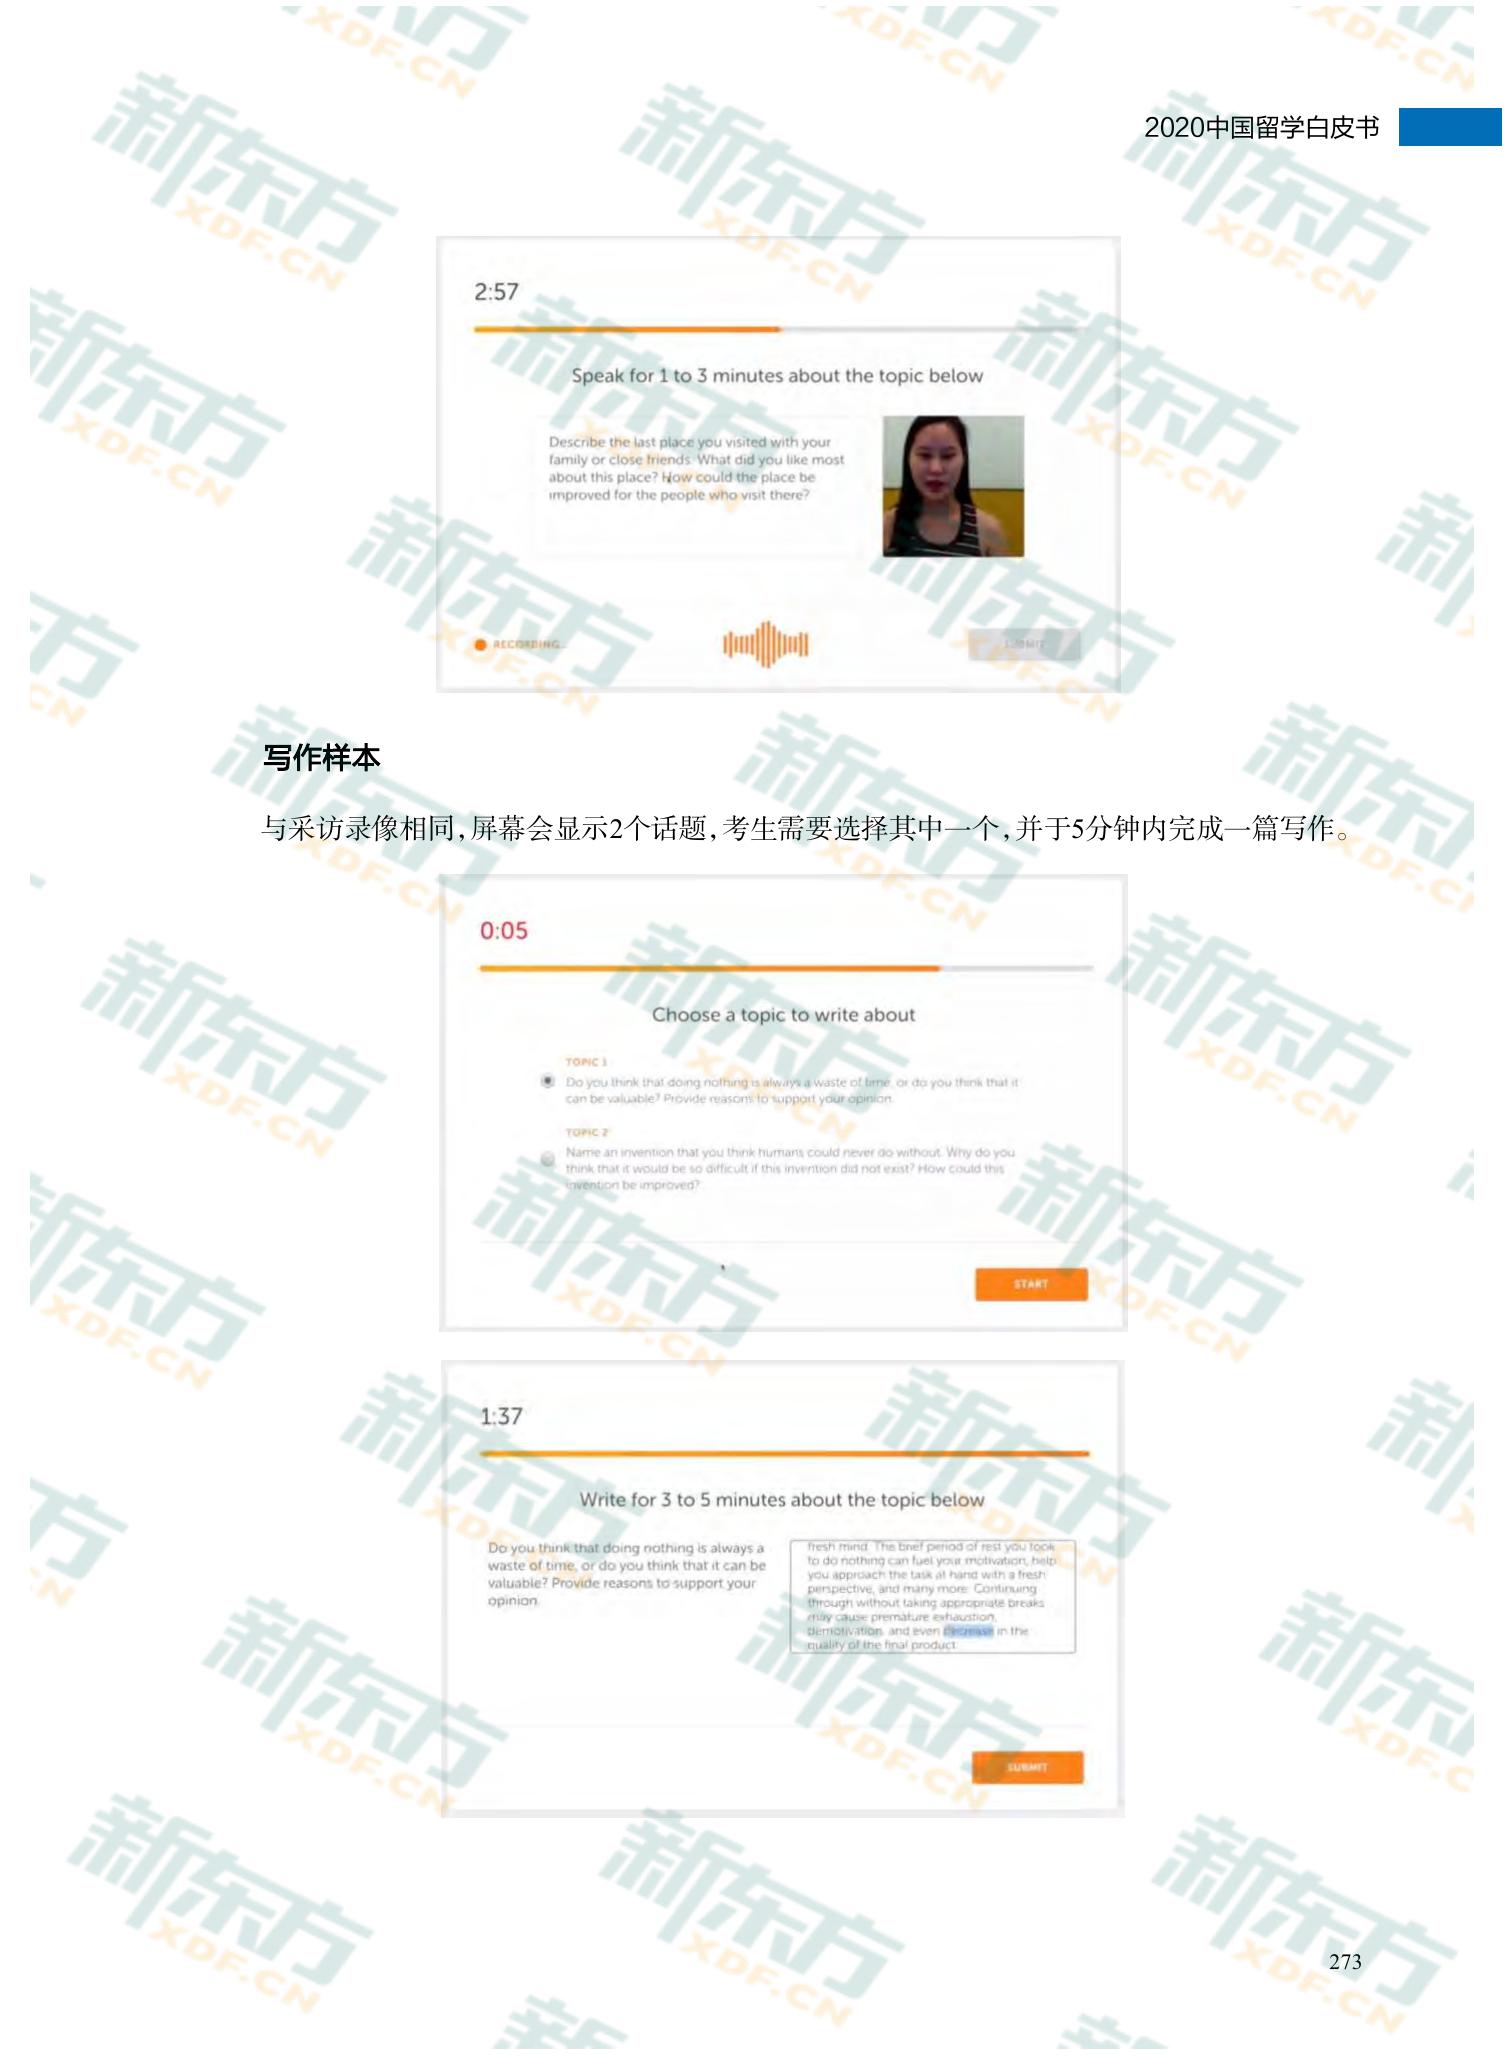 2020中国留学白皮书
2:57
Speak for 1 to 3 minutes about the topic below
Describe the last place you visited with your
family or close friends. What did you like most
about this place? How could the place be
improved for the people who visit there?
RECORDING...
SUBMIT
写作样本
与采访录像相同，屏幕会显示2个话题，考生需要选择其中一个，并于5分钟内完成一篇写作。
0:05
Choose a topic to write about
TOPIC 1
Do you think that doing nothing is always a waste of time, or do you think that it
can be valuable? Provide reasons to support your opinion.
TOPIC 2
Name an invention that you think humans could never do without. Why do you
think that it would be so difficult if this invention did not exist? How could this
invention be improved?
START
1:37
Write for 3 to 5 minutes about the topic below
Do you think that doing nothing is always a
waste of time, or do you think that it can be
valuable? Provide reasons to support your
opinion.
fresh mind. The brief period of rest you took
to do nothing can fuel your motivation, help
you approach the task at hand with a fresh
perspective, and many more. Continuing
through without taking appropriate breaks
may cause premature exhaustion,
demotivation, and even decrease in the
quality of the final product.
SUBMIT
273
新东方
XDF.CN